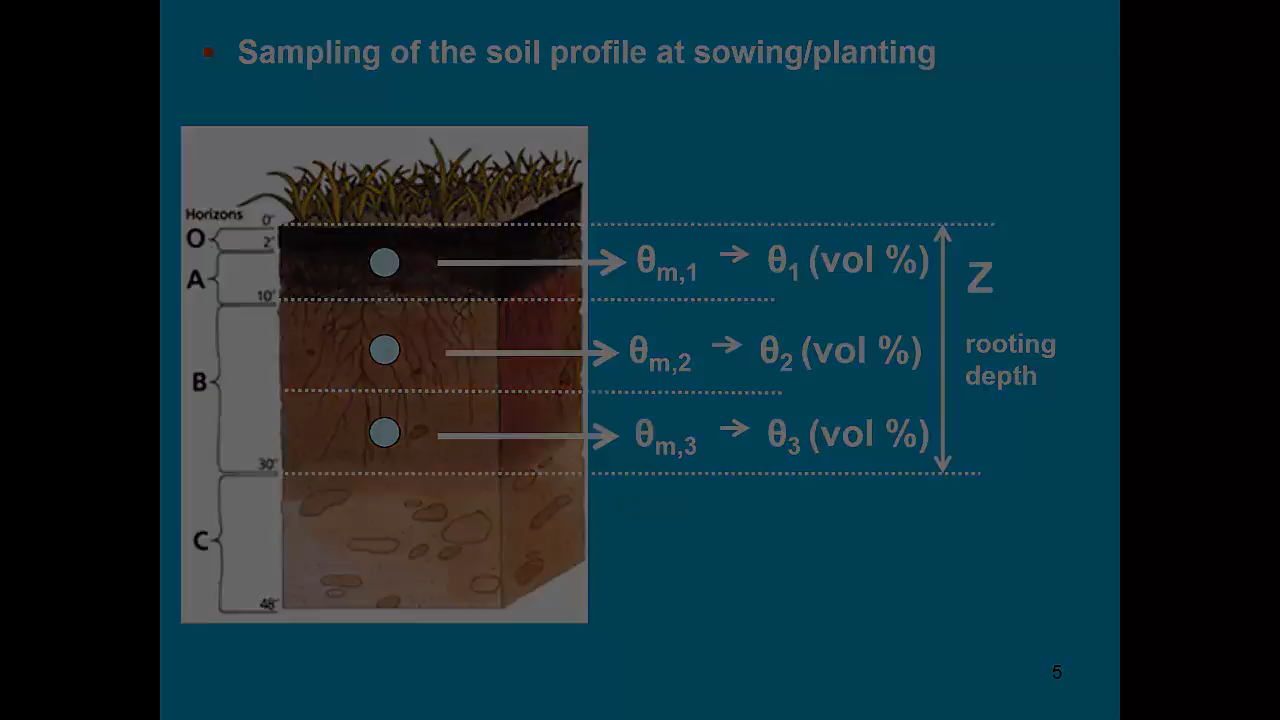 Sampling of the soil profile at sowing/planting
Horizons
0"
O
2"
A
10"
B
30"
C
48"
θm,1 → θ1 (vol %)
θm,2 → θ2 (vol %)
θm,3 → θ3 (vol %)
Z
rooting
depth
5